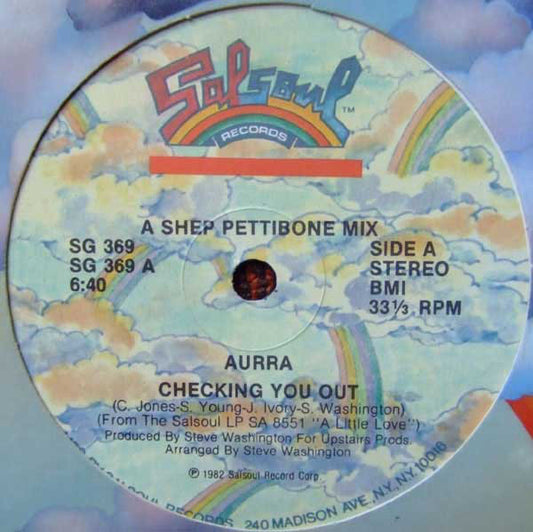 Salsoul™
RECORDS
A SHEP PETTIBONE MIX
SG 369
SG 369 A
6:40
SIDE A
STEREO
BMI
33⅓ RPM
AURRA
CHECKING YOU OUT
(C. Jones-S. Young-J. Ivory-S. Washington)
(From The Salsoul LP SA 8551 "A Little Love")
Produced By Steve Washington For Upstairs Prods.
Arranged By Steve Washington
℗ 1982 Salsoul Record Corp.
SALSOUL RECORDS 240 MADISON AVE., N.Y., N.Y. 10016